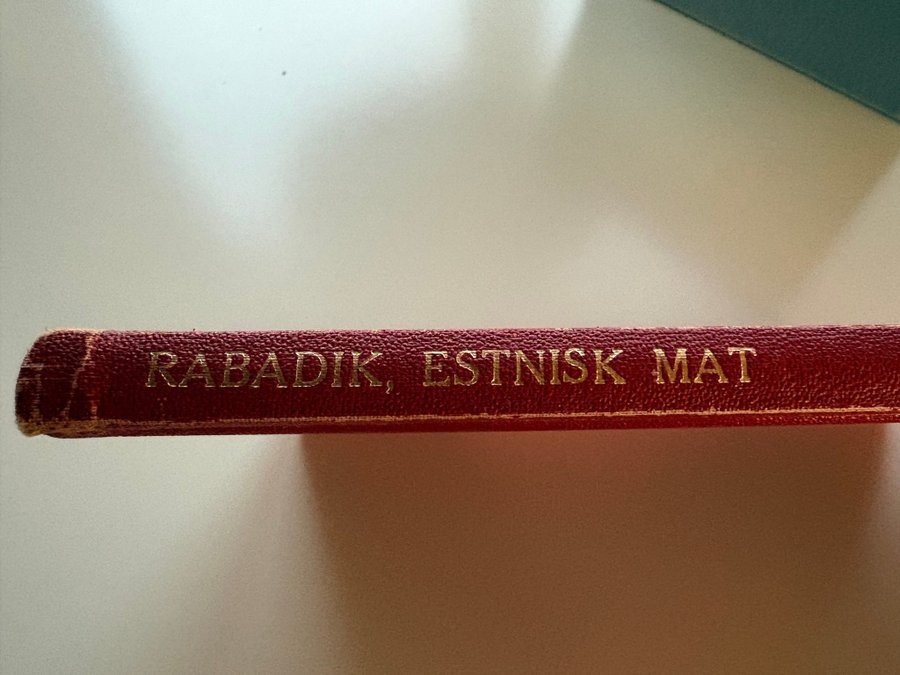 RABADIK, ESTNISK MAT